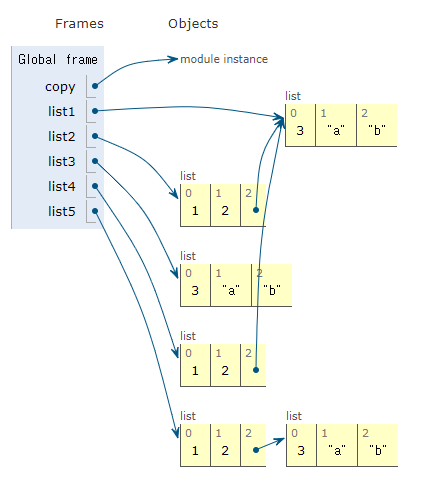 Frames Objects
Global frame
copy
module instance
list1
list2
list3
list4
list5
list
0 1 2
3 "a" "b"
list
0 1 2
1 2
list
0 1 2
3 "a" "b"
list
0 1 2
1 2
list
0 1 2
1 2
list
0 1 2
3 "a" "b"